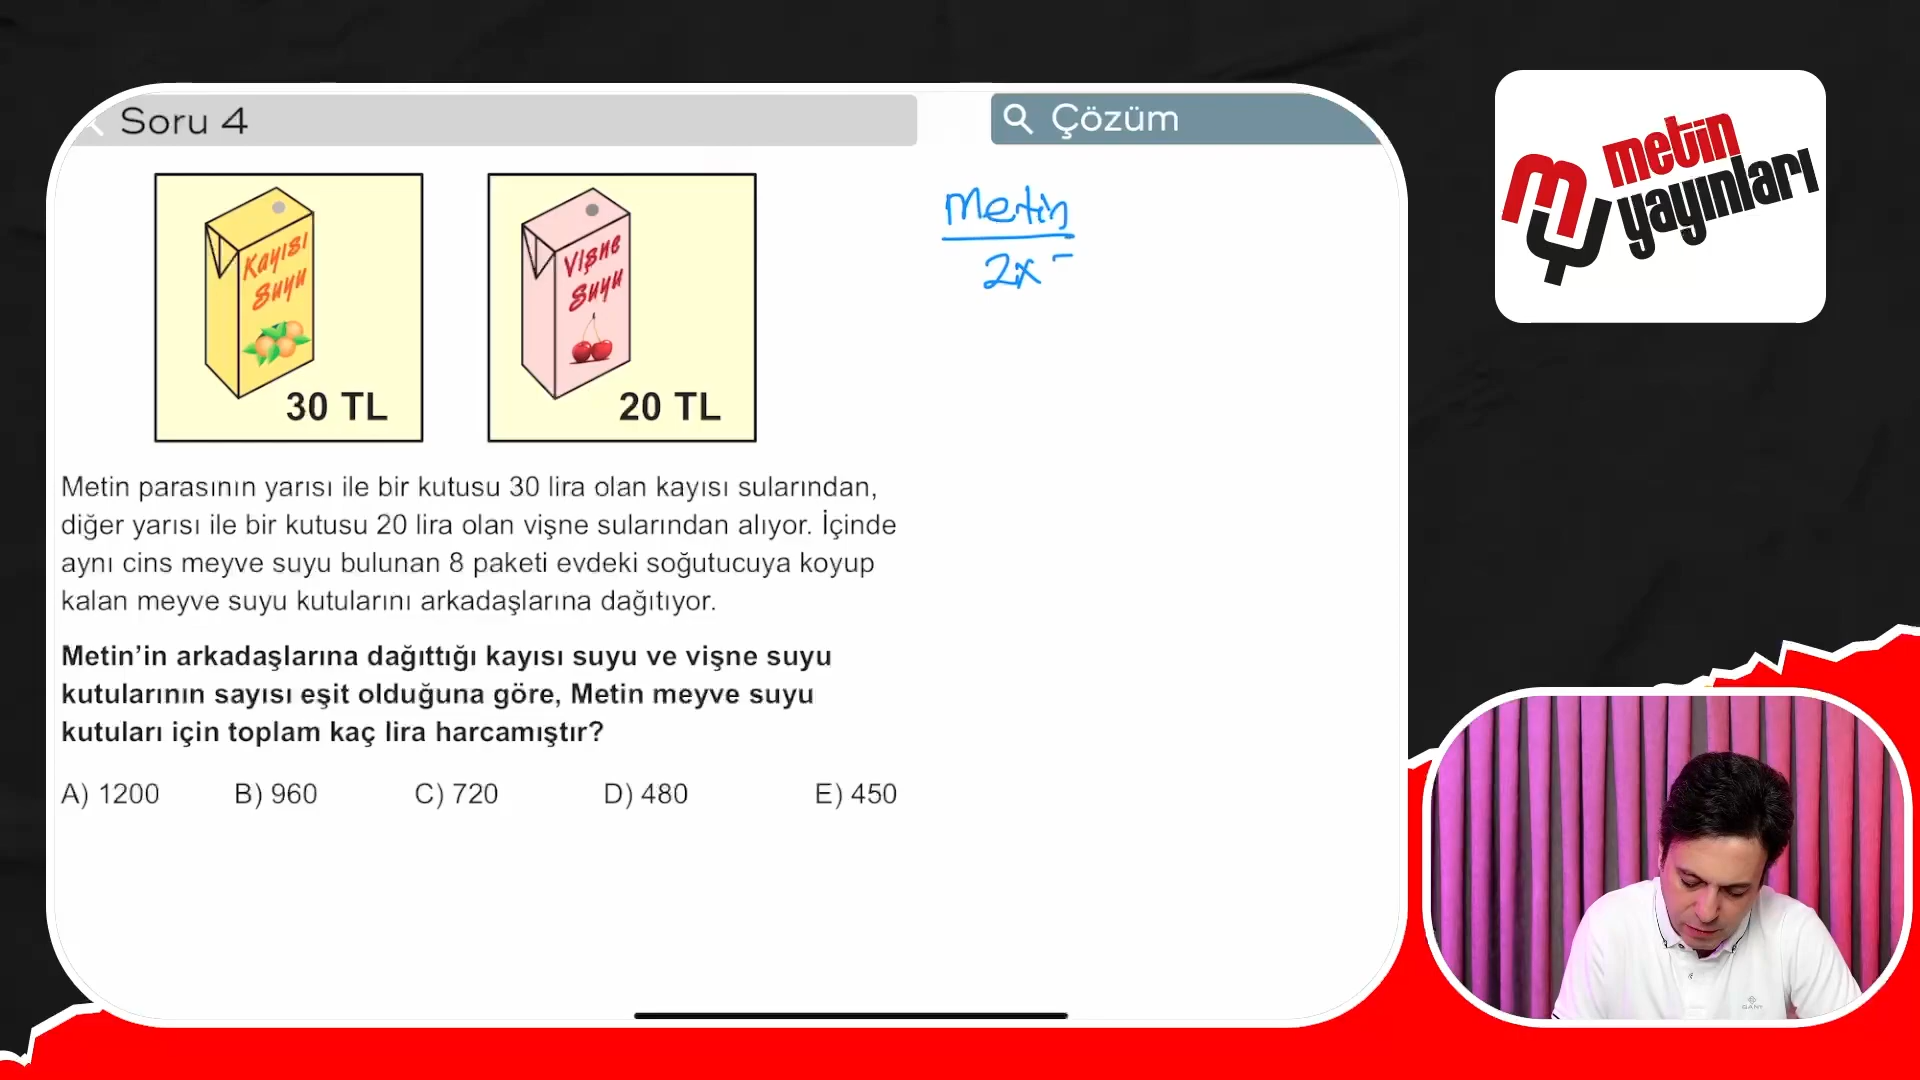 Soru 4
Çözüm
metin
yayınları
Kayısı
Suyu
30 TL
Vişne
Suyu
20 TL
Metin
2x -
Metin parasının yarısı ile bir kutusu 30 lira olan kayısı sularından,
diğer yarısı ile bir kutusu 20 lira olan vişne sularından alıyor. İçinde
aynı cins meyve suyu bulunan 8 paketi evdeki soğutucuya koyup
kalan meyve suyu kutularını arkadaşlarına dağıtıyor.
Metin’in arkadaşlarına dağıttığı kayısı suyu ve vişne suyu
kutularının sayısı eşit olduğuna göre, Metin meyve suyu
kutuları için toplam kaç lira harcamıştır?
A) 1200 B) 960 C) 720 D) 480 E) 450
GANT